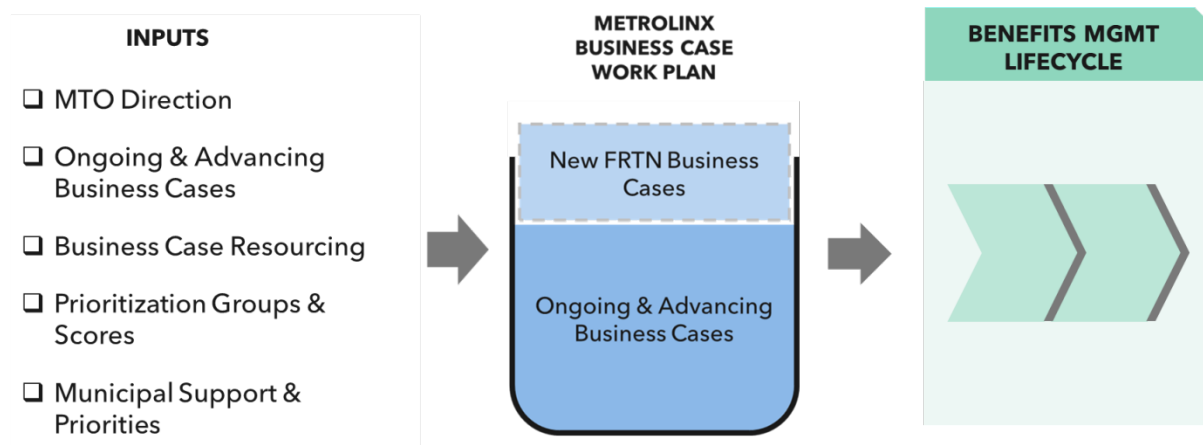 INPUTS
❑ MTO Direction
❑ Ongoing & Advancing
Business Cases
❑ Business Case Resourcing
❑ Prioritization Groups &
Scores
❑ Municipal Support &
Priorities
METROLINX
BUSINESS CASE
WORK PLAN
New FRTN Business
Cases
Ongoing & Advancing
Business Cases
BENEFITS MGMT
LIFECYCLE